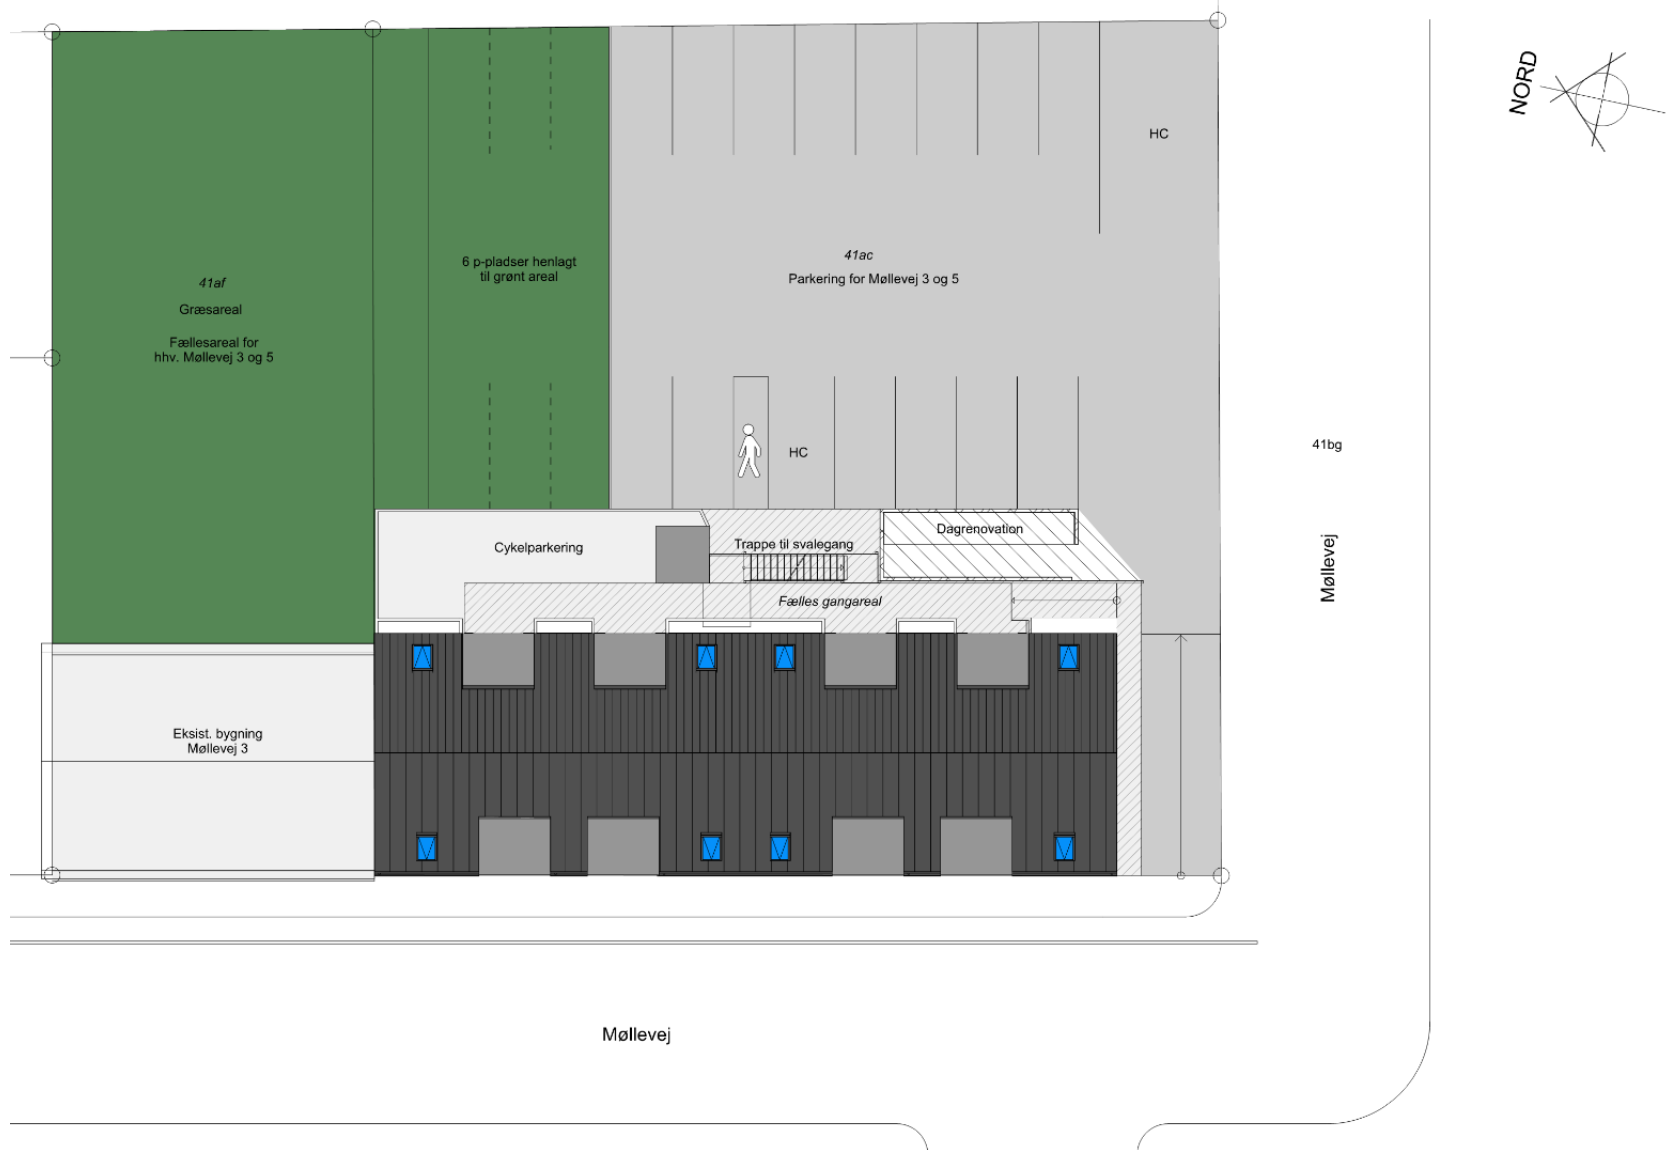 NORD
HC
41af
Græsareal
Fællesareal for
hhv. Møllevej 3 og 5
6 p-pladser henlagt
til grønt areal
41ac
Parkering for Møllevej 3 og 5
HC
41bg
Møllevej
Cykelparkering
Trappe til svalegang
Dagrenovation
Fælles gangareal
Eksist. bygning
Møllevej 3
Møllevej